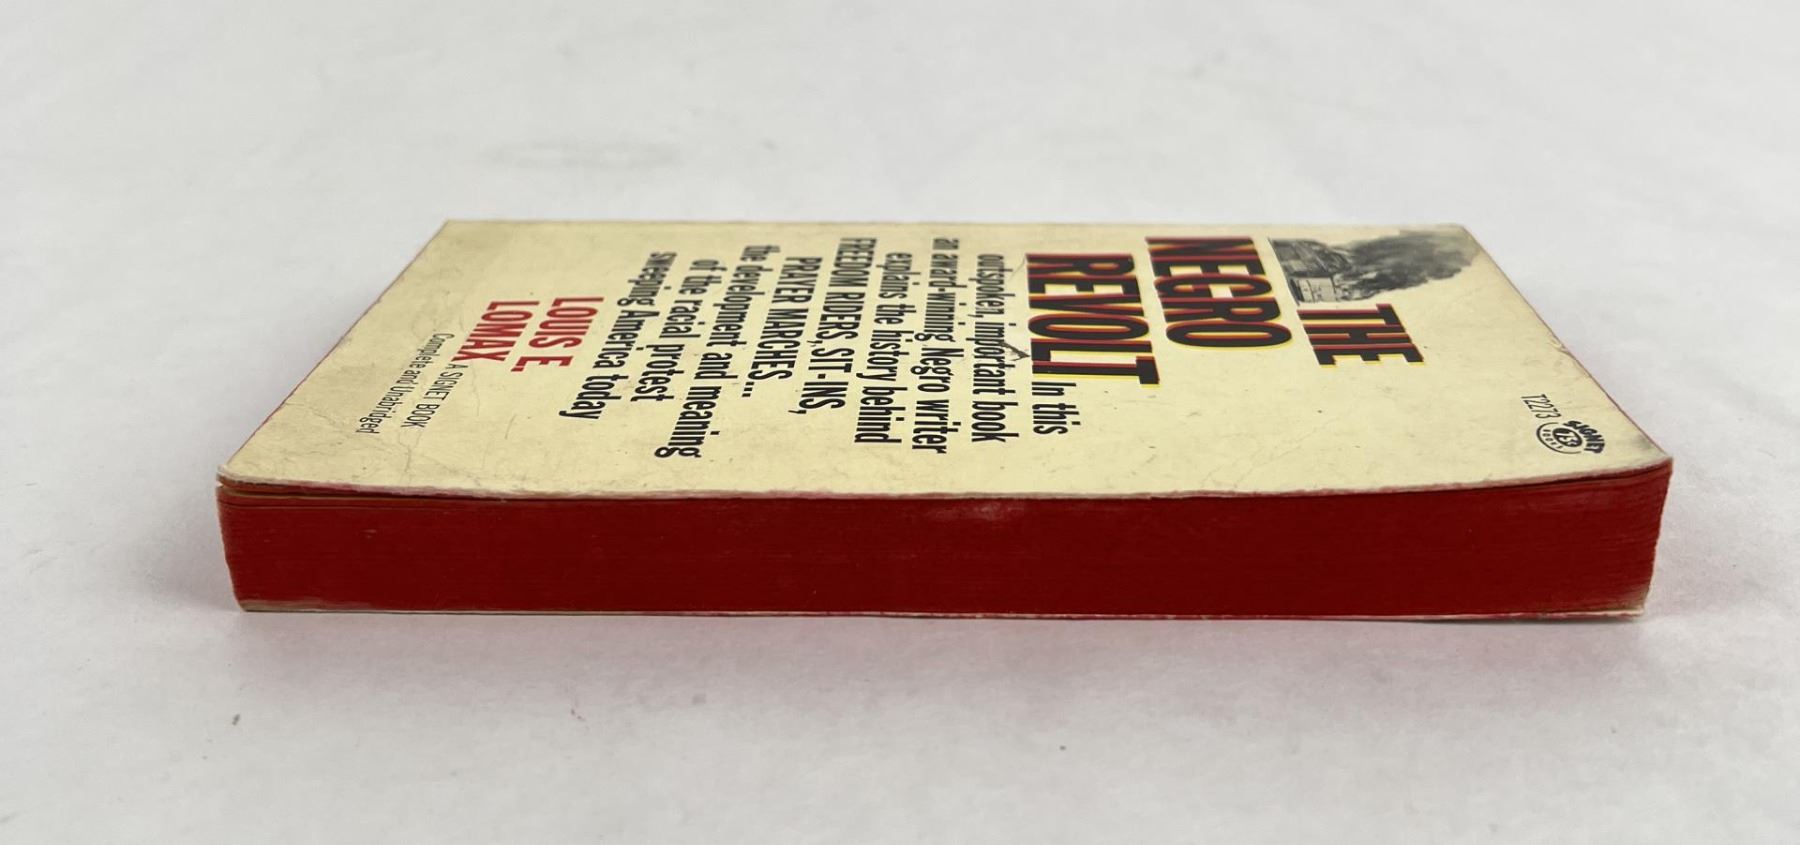 T2273
SIGNET
BOOKS
THE
NEGRO
REVOLT
In this
outspoken, important book
an award-winning Negro writer
explains the history behind
FREEDOM RIDERS, SIT-INS,
PRAYER MARCHES...
the development and meaning
of the racial protest
sweeping America today
LOUIS E.
LOMAX
A SIGNET BOOK
Complete and Unabridged